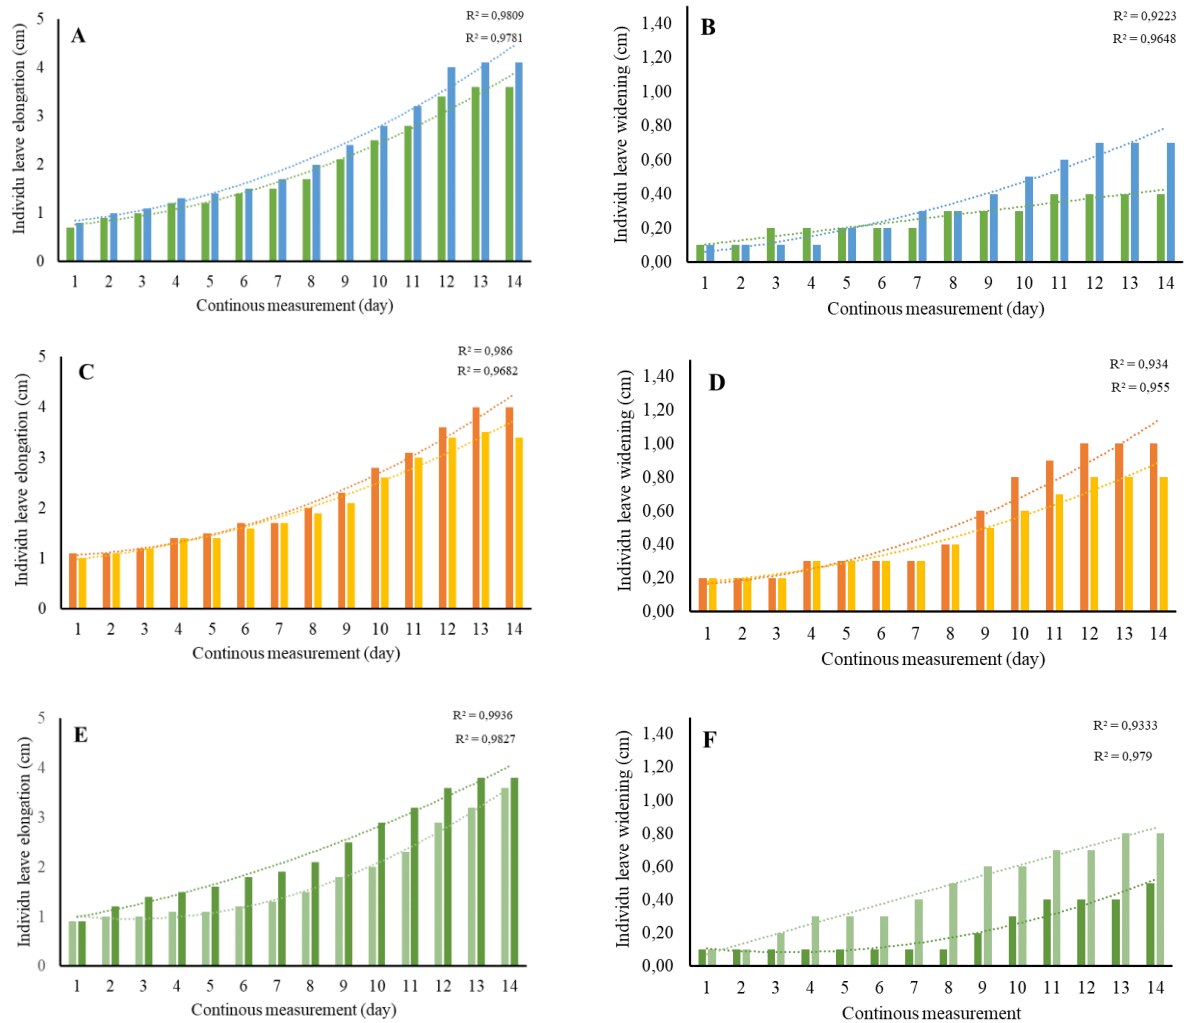 A
R² = 0,9809
R² = 0,9781
Individu leave elongation (cm)
5
4
3
2
1
0
1 2 3 4 5 6 7 8 9 10 11 12 13 14
Continous measurement (day)
B
R² = 0,9223
R² = 0,9648
Individu leave widening (cm)
1,40
1,20
1,00
0,80
0,60
0,40
0,20
0,00
1 2 3 4 5 6 7 8 9 10 11 12 13 14
Continous measurement (day)
C
R² = 0,986
R² = 0,9682
Individu leave elongation (cm)
5
4
3
2
1
0
1 2 3 4 5 6 7 8 9 10 11 12 13 14
Continous measurement (day)
D
R² = 0,934
R² = 0,955
Individu leave widening (cm)
1,40
1,20
1,00
0,80
0,60
0,40
0,20
0,00
1 2 3 4 5 6 7 8 9 10 11 12 13 14
Continous measurement (day)
E
R² = 0,9936
R² = 0,9827
Individu leave elongation (cm)
5
4
3
2
1
0
1 2 3 4 5 6 7 8 9 10 11 12 13 14
Continous measurement (day)
F
R² = 0,9333
R² = 0,979
Individu leave widening (cm)
1,40
1,20
1,00
0,80
0,60
0,40
0,20
0,00
1 2 3 4 5 6 7 8 9 10 11 12 13 14
Continous measurement